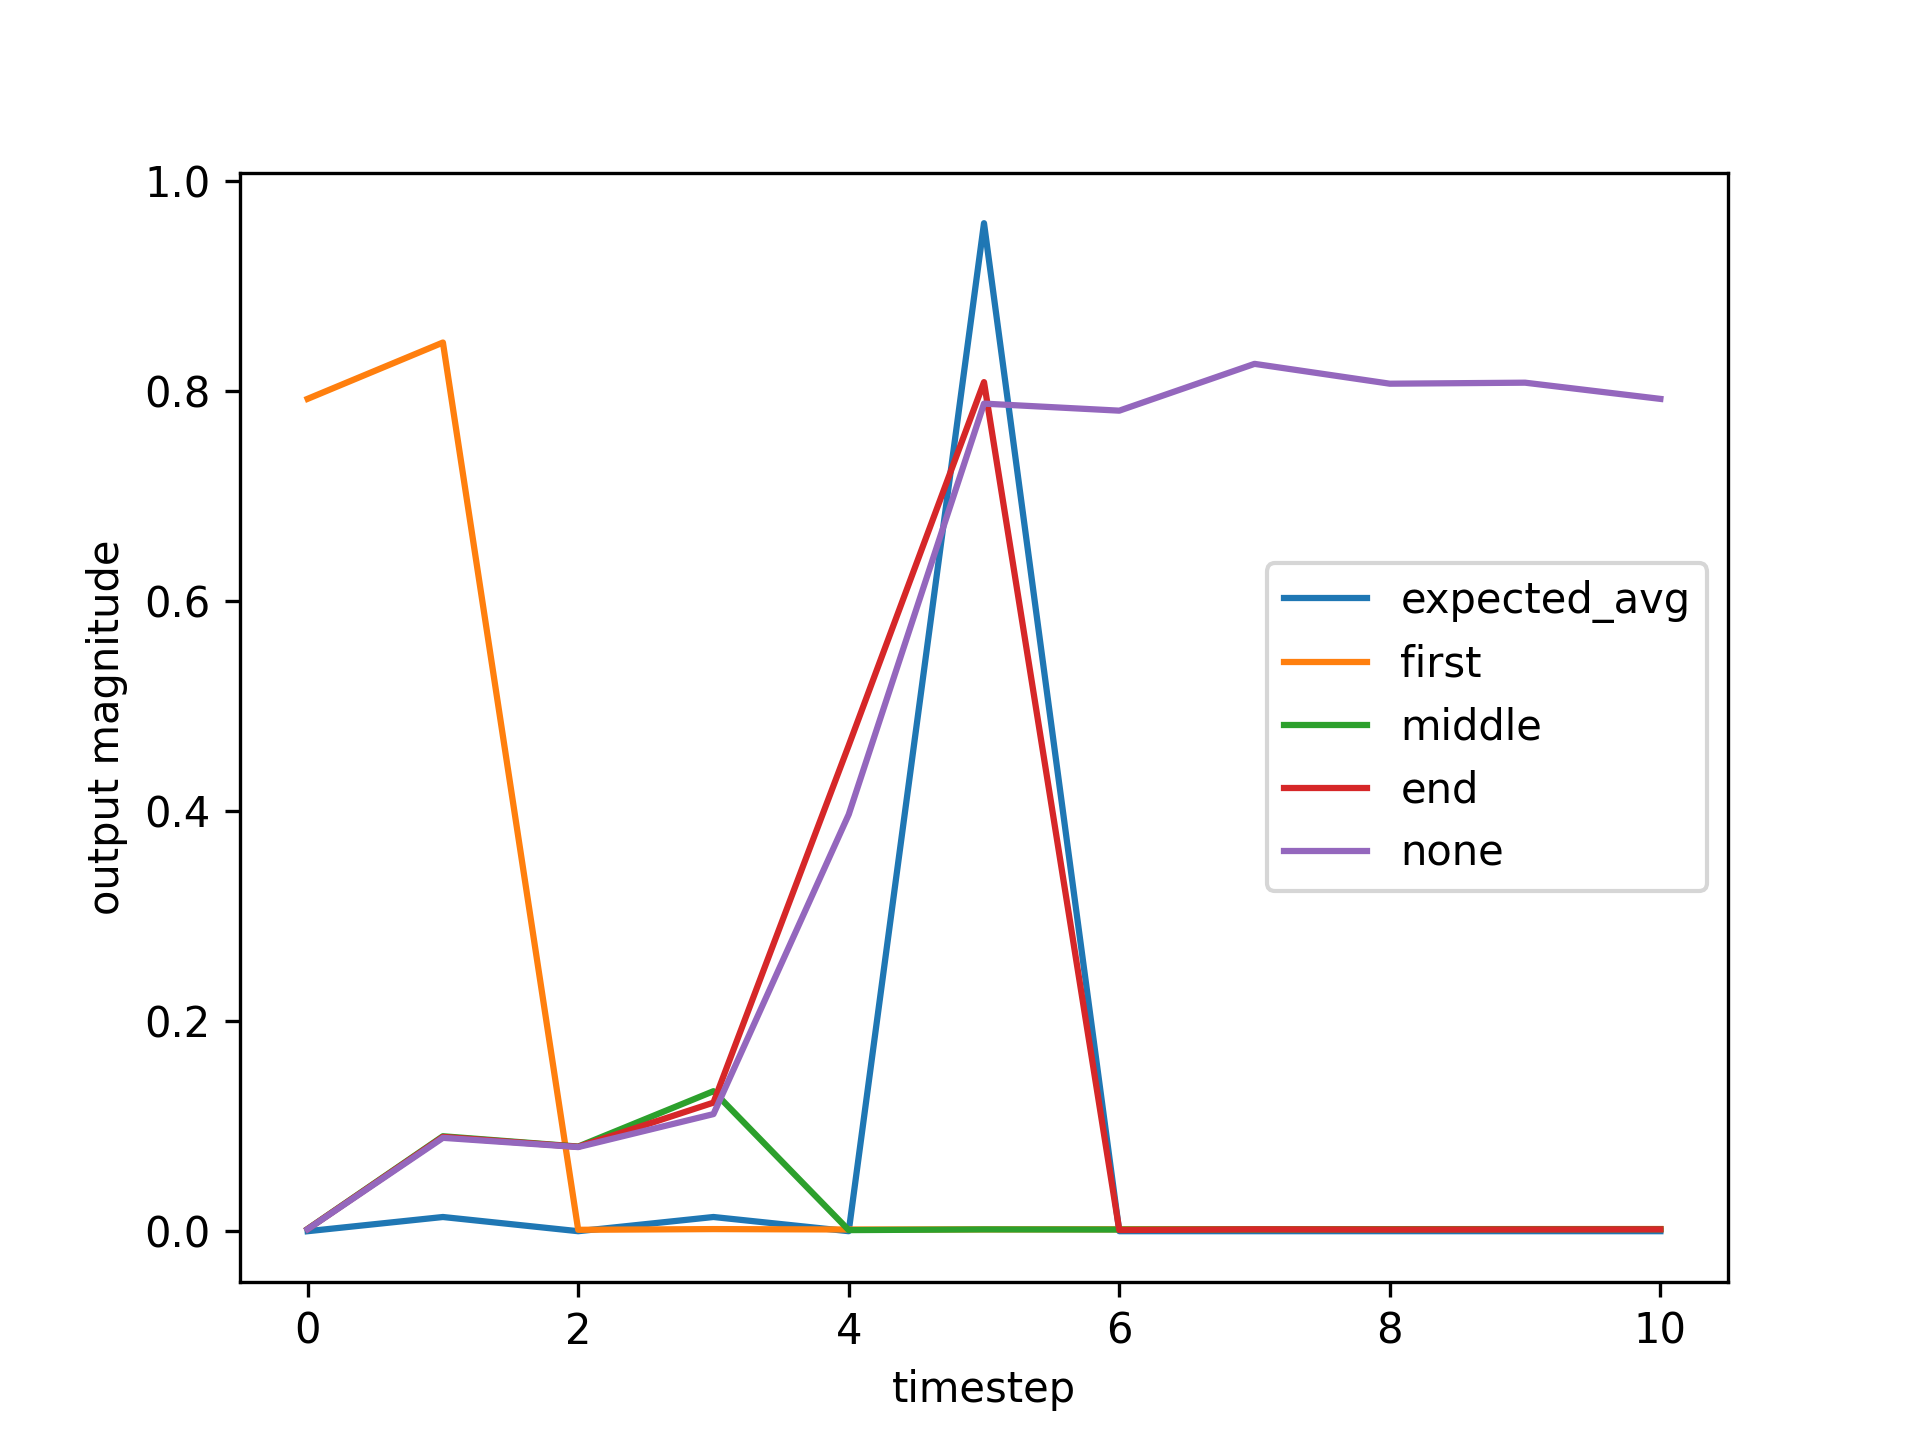 1.0
0.8
0.6
0.4
0.2
0.0
output magnitude
expected_avg
first
middle
end
none
0 2 4 6 8 10
timestep